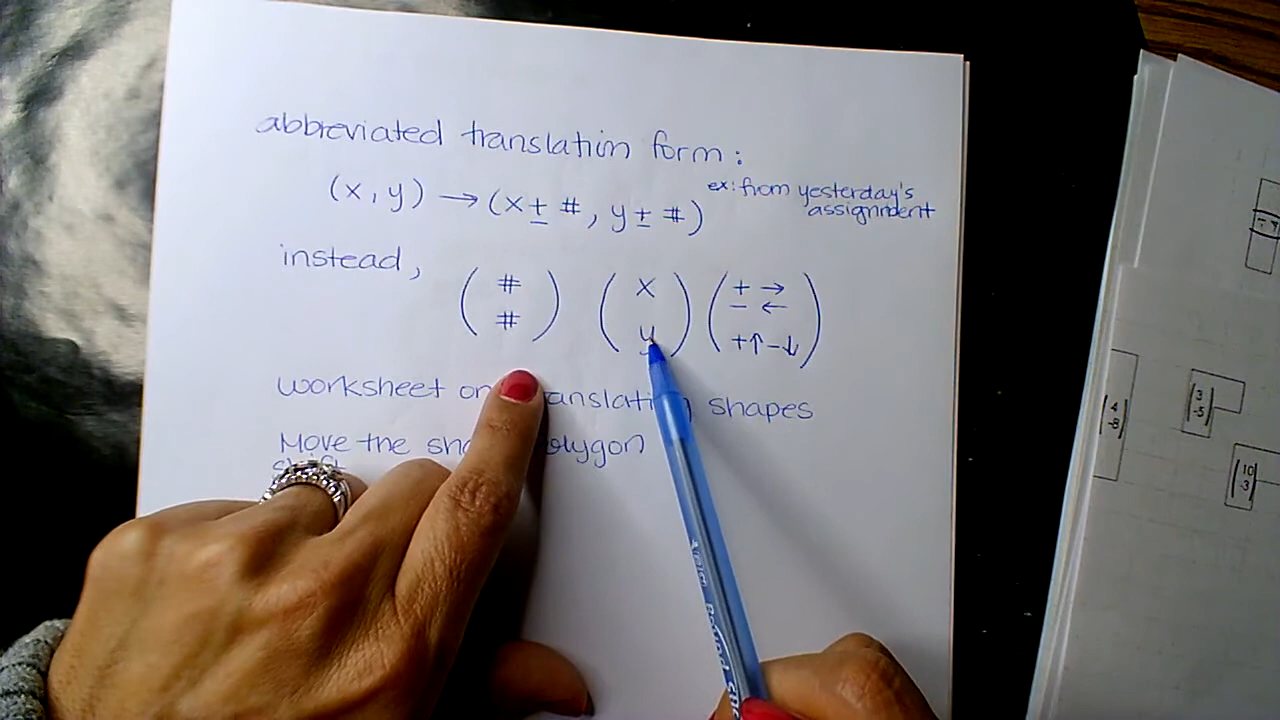 abbreviated translation form:
(x, y) → (x ± #, y ± #) ex: from yesterday's
assignment
instead, ( # ) ( x ) ( + → − ← )
( # ) ( y ) ( +↑ −↓ )
worksheet on shapes
Move the polygon
4
-8
3
-5
10
3